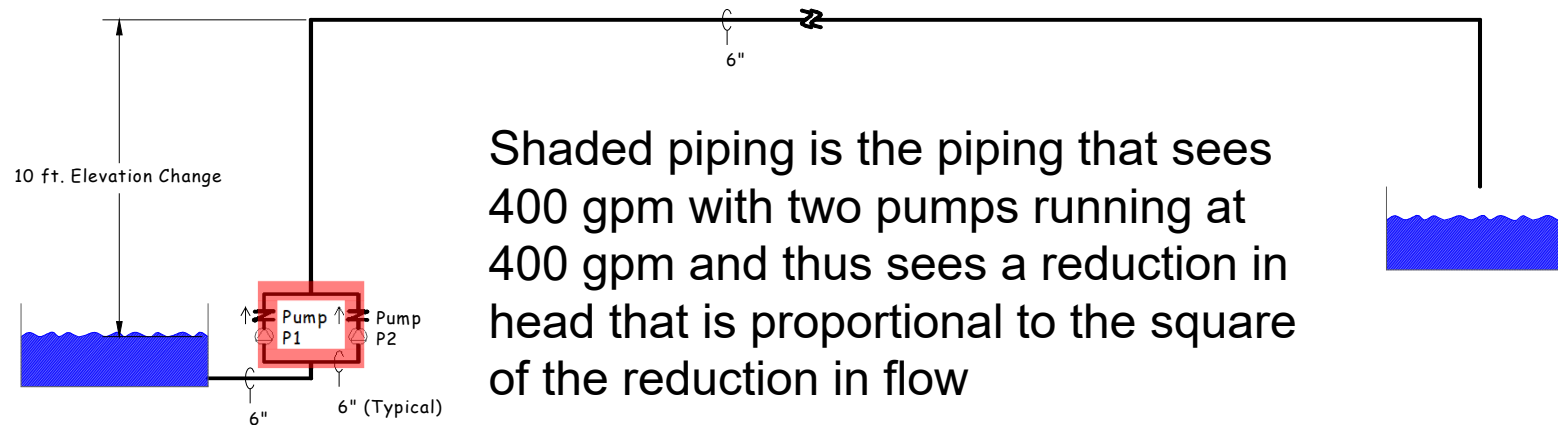 6"
10 ft. Elevation Change
Shaded piping is the piping that sees
400 gpm with two pumps running at
400 gpm and thus sees a reduction in
head that is proportional to the square
of the reduction in flow
Pump
P1
Pump
P2
6"
6" (Typical)